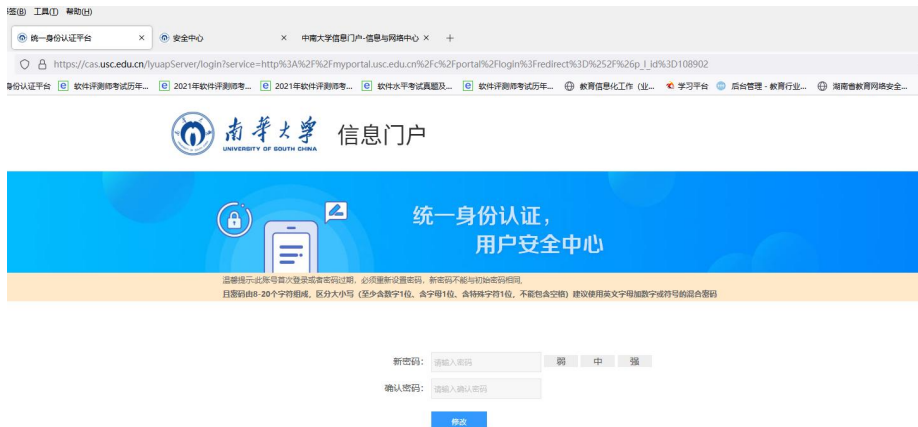 签(B) 工具(T) 帮助(H)
统一身份认证平台 × 安全中心 × 中南大学信息门户-信息与网络中心 × +
https://cas.usc.edu.cn/lyuapServer/login?service=http%3A%2F%2Fmyportal.usc.edu.cn%2Fc%2Fportal%2Flogin%3Fredirect%3D%252F%26p_l_id%3D108902
身份认证平台 软件评测师考试历年... 2021年软件评测师考... 2021年软件评测师考... 软件水平考试真题及... 软件评测师考试历年... 教育信息化工作（业... 学习平台 后台管理 - 教育行业... 湖南省教育网络安全...
南华大学 信息门户
UNIVERSITY OF SOUTH CHINA
统一身份认证，
用户安全中心
温馨提示:此账号首次登录或者密码过期，必须重新设置密码，新密码不能与初始密码相同,
且密码由8-20个字符组成，区分大小写（至少含数字1位、含字母1位、含特殊字符1位、不能包含空格）建议使用英文字母加数字或符号的混合密码
新密码： 请输入密码 弱 中 强
确认密码： 请输入确认密码
修改